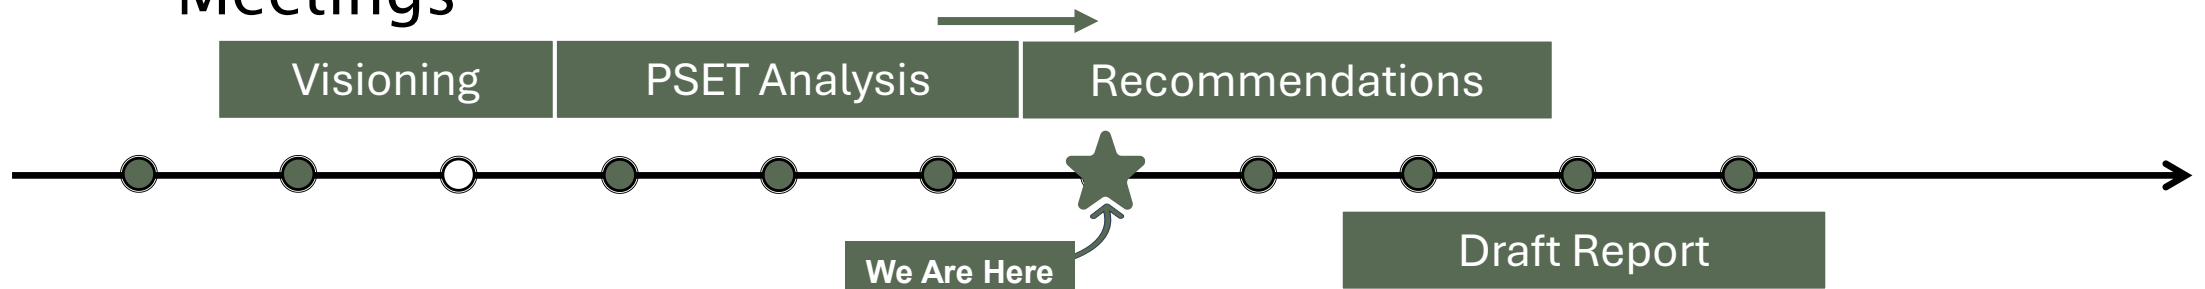 Meetings
Visioning
PSET Analysis
Recommendations
We Are Here
Draft Report